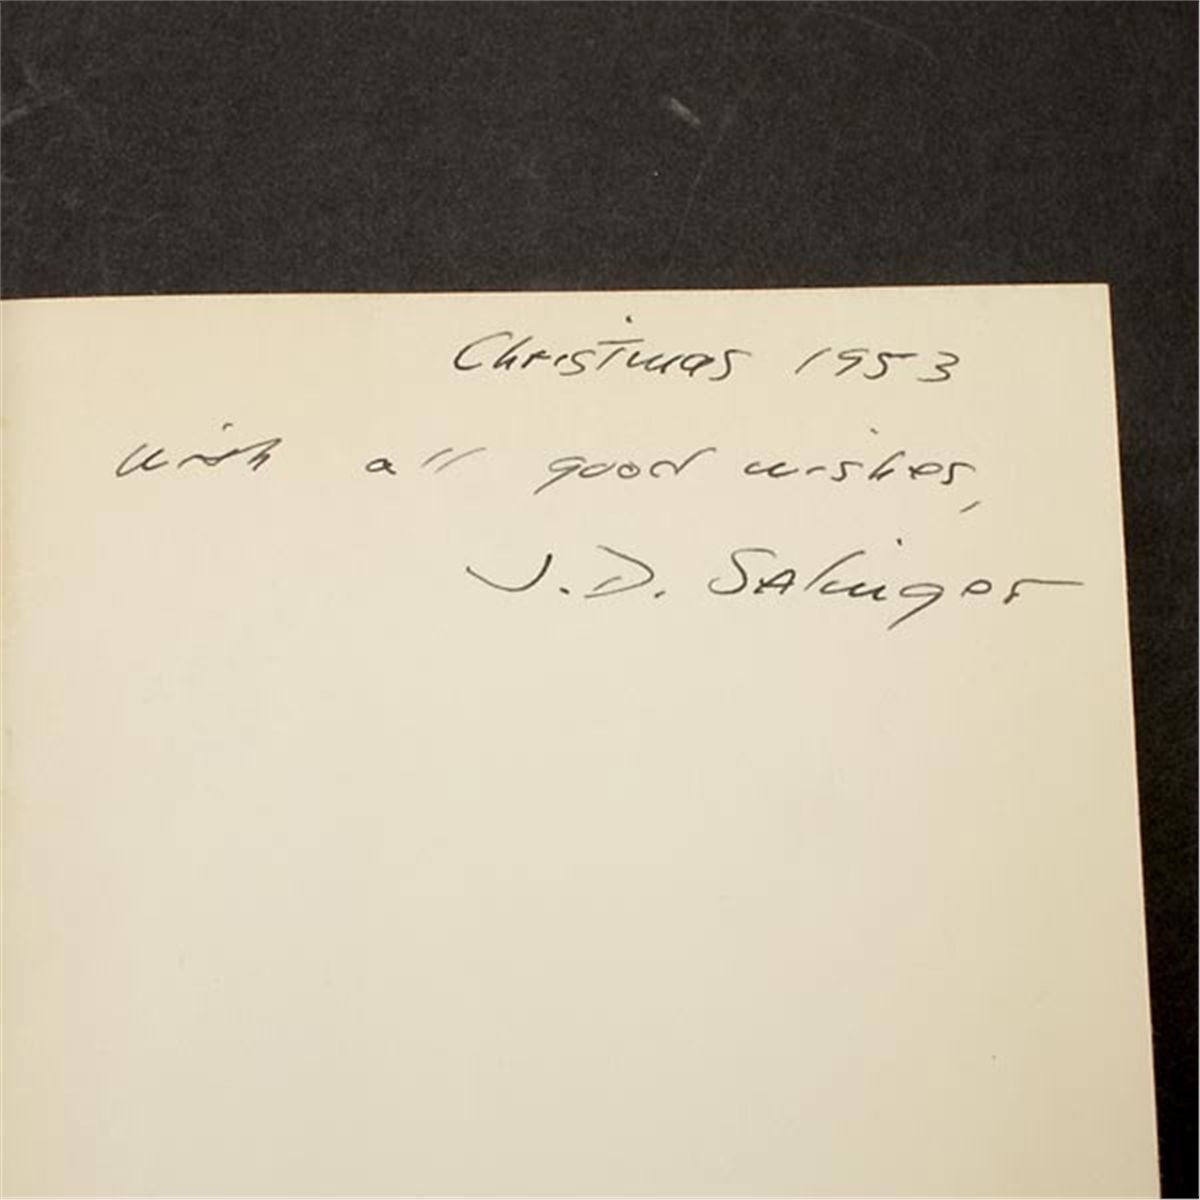 Christmas 1953
with all good wishes,
J.D. Salinger